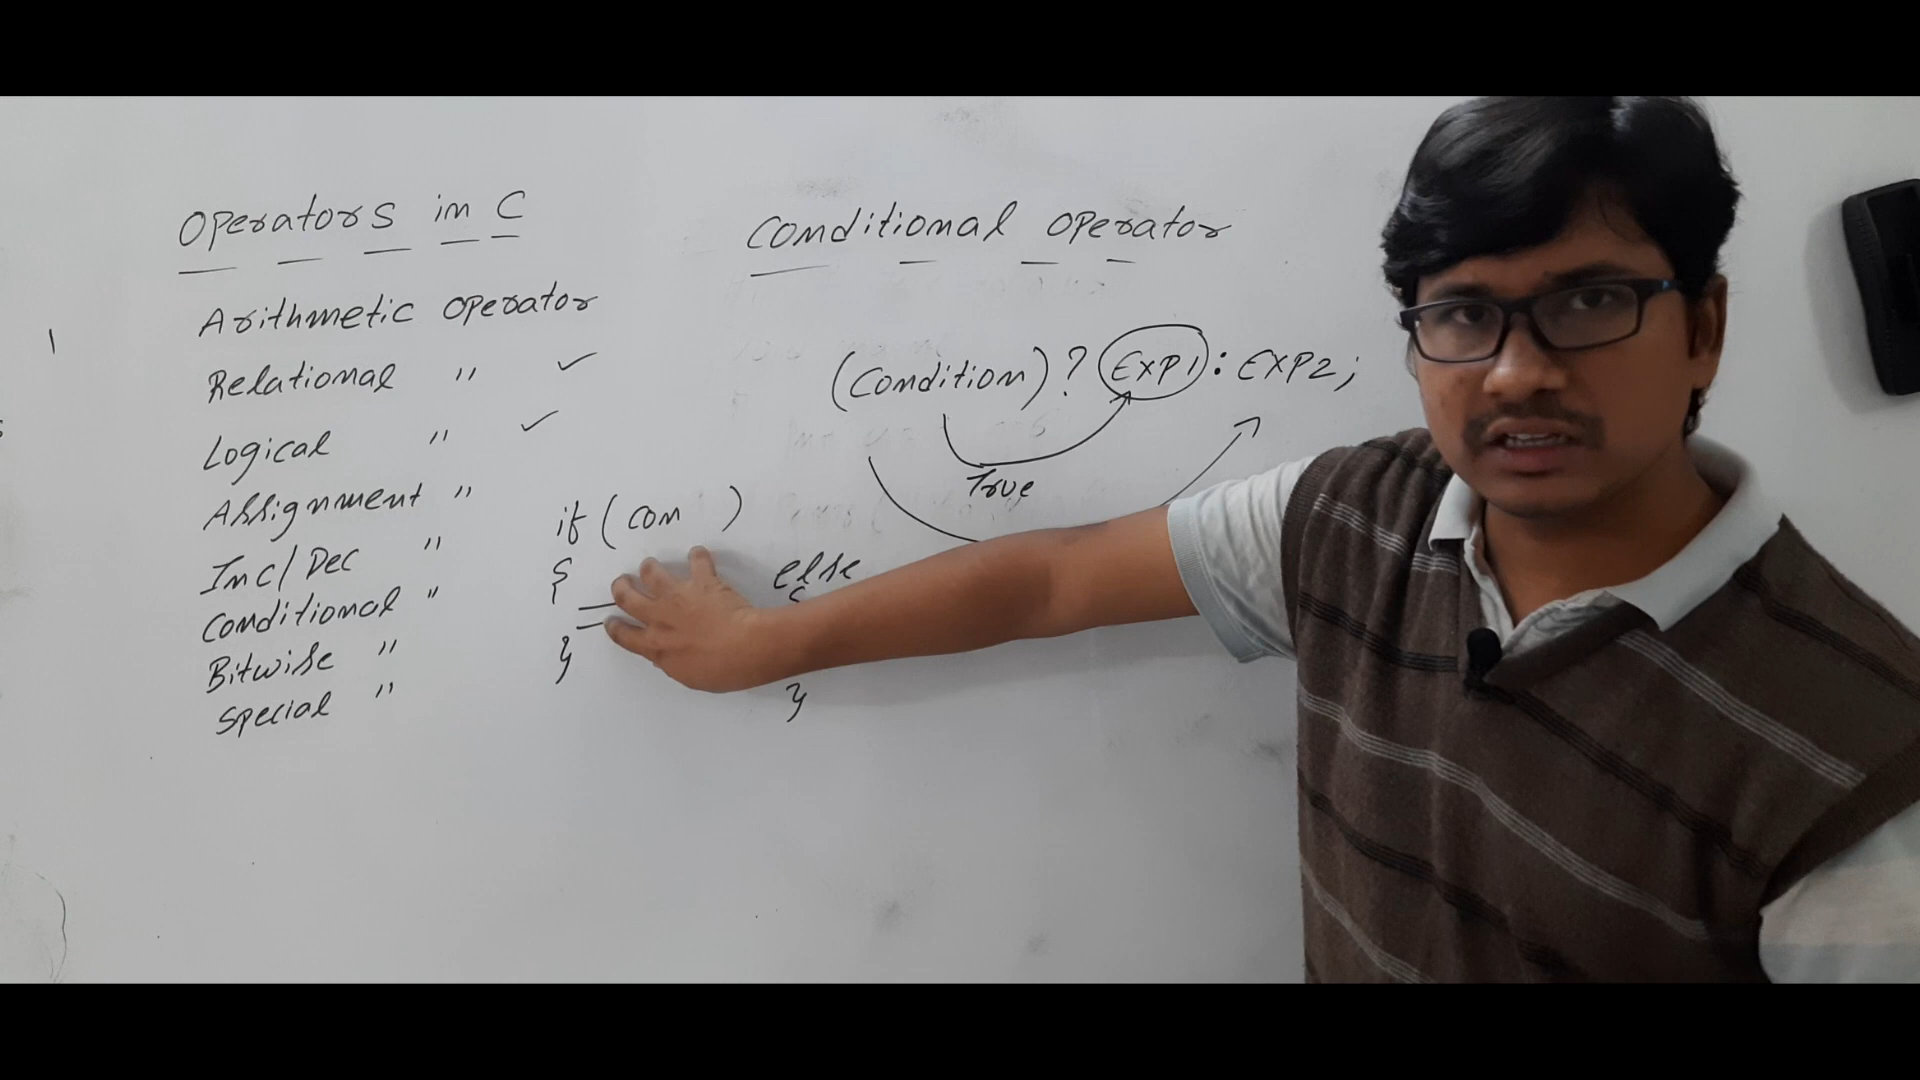 Operators in C
Arithmetic operator
Relational " ✓
Logical " ✓
Assignment "
Inc/Dec "
Conditional "
Bitwise "
Special "
Conditional operator
(Condition) ? EXP1 : EXP2;
True
if (con )
{
}
else
{
}